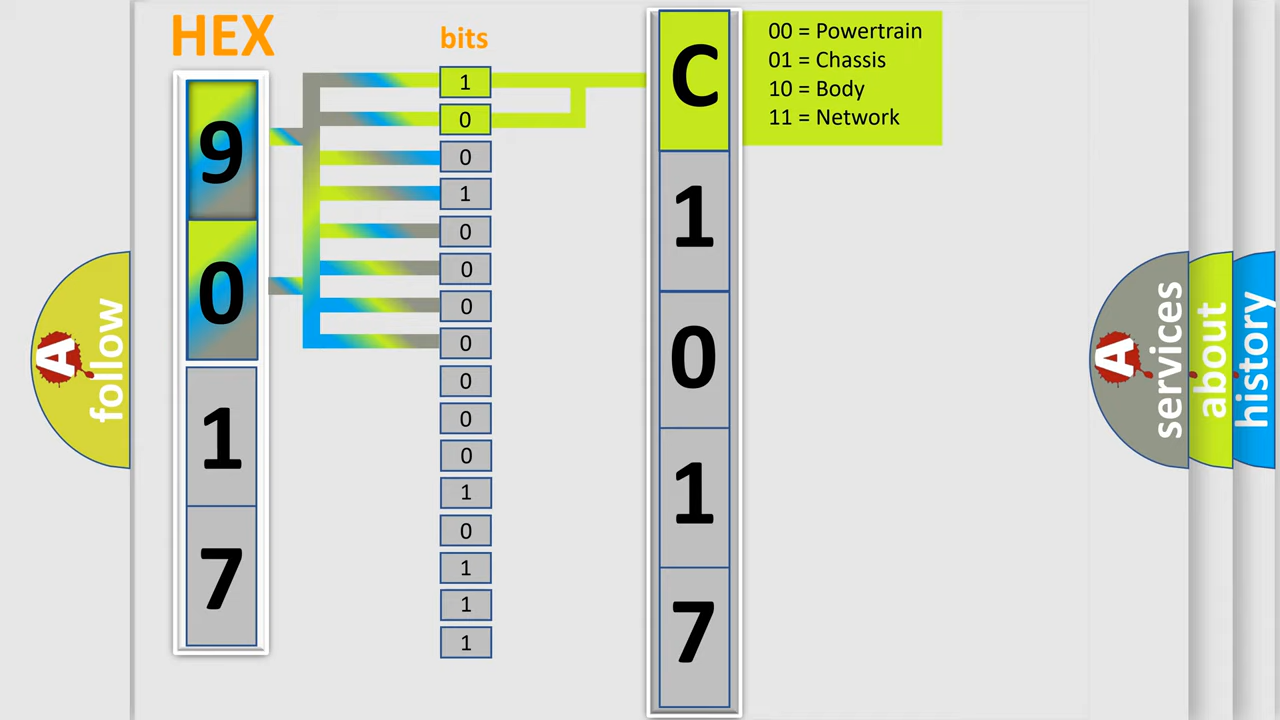 HEX
bits
9
0
1
7
1
0
0
1
0
0
0
0
0
0
0
1
0
1
1
1
C
1
0
1
7
00 = Powertrain
01 = Chassis
10 = Body
11 = Network
A
follow
A
services
about
history